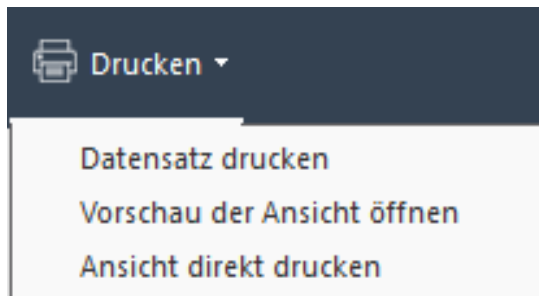 Drucken
Datensatz drucken
Vorschau der Ansicht öffnen
Ansicht direkt drucken